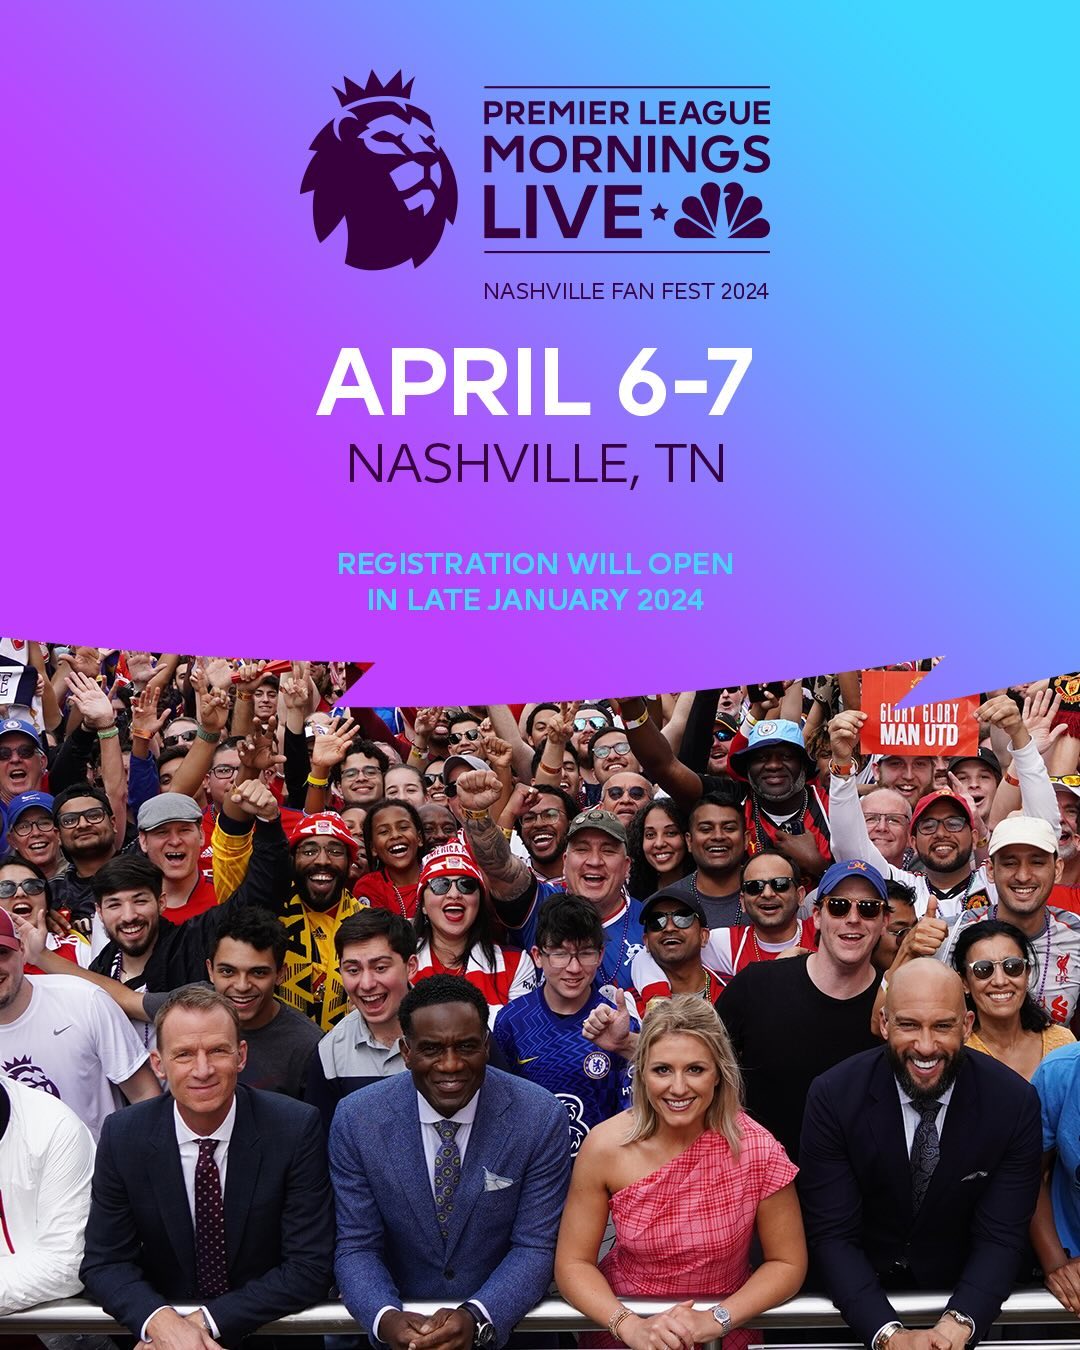 PREMIER LEAGUE
MORNINGS
LIVE
NASHVILLE FAN FEST 2024
APRIL 6-7
NASHVILLE, TN
REGISTRATION WILL OPEN
IN LATE JANUARY 2024
GLORY GLORY
MAN UTD